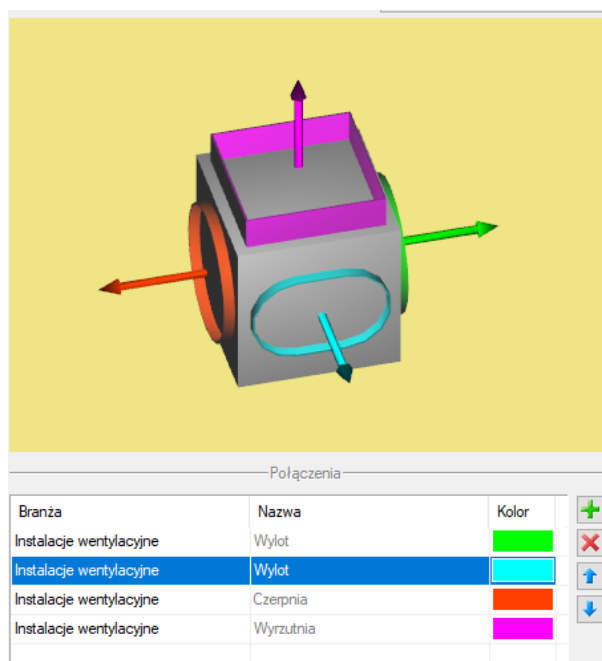 Połączenia
Branża Nazwa Kolor
Instalacje wentylacyjne Wylot
Instalacje wentylacyjne Wylot
Instalacje wentylacyjne Czerpnia
Instalacje wentylacyjne Wyrzutnia